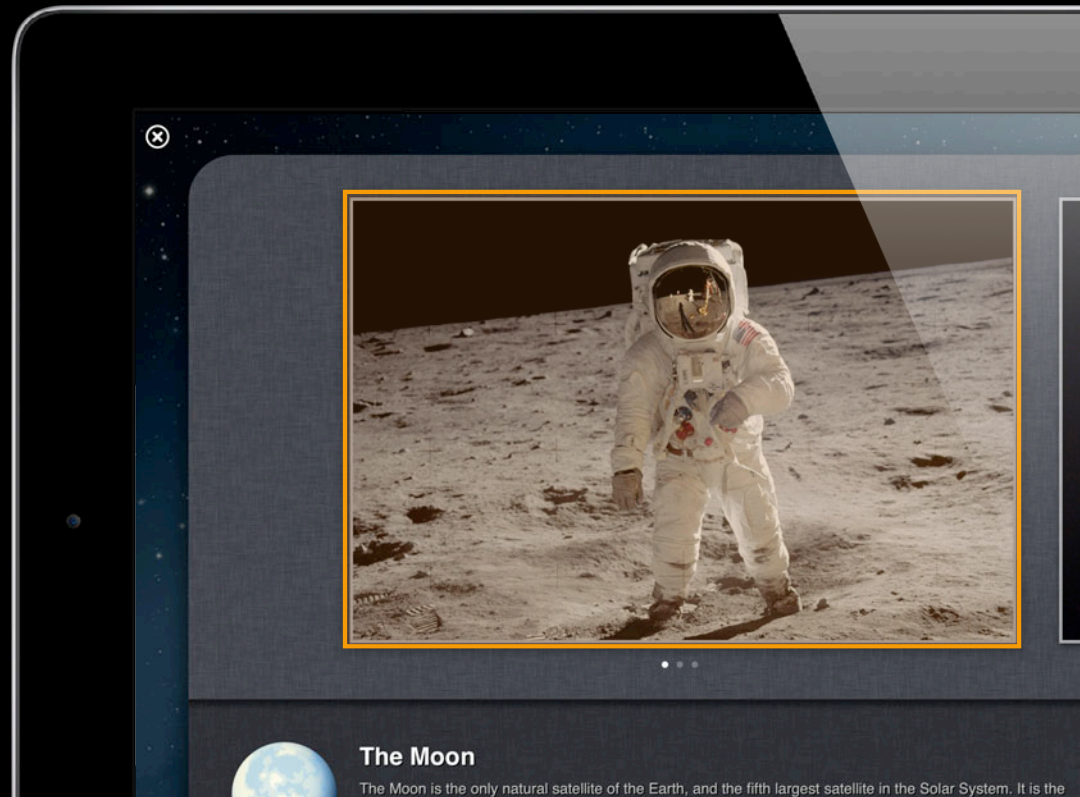 The Moon
The Moon is the only natural satellite of the Earth, and the fifth largest satellite in the Solar System. It is the